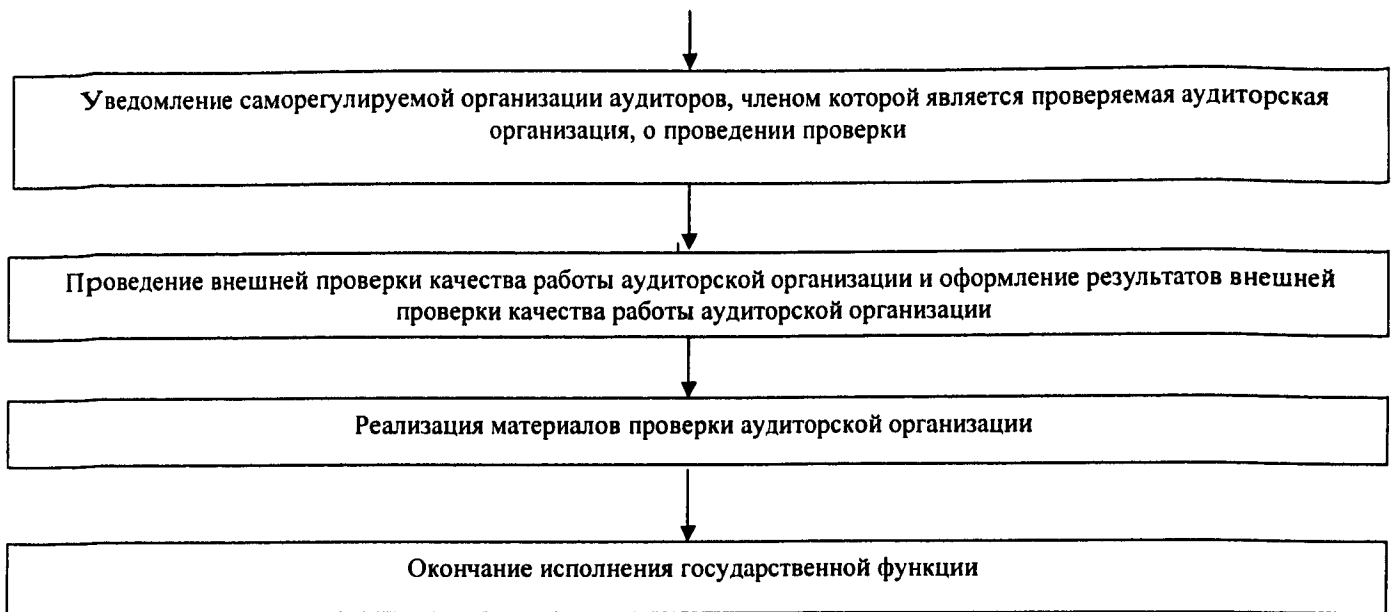 Уведомление саморегулируемой организации аудиторов, членом которой является проверяемая аудиторская
организация, о проведении проверки
Проведение внешней проверки качества работы аудиторской организации и оформление результатов внешней
проверки качества работы аудиторской организации
Реализация материалов проверки аудиторской организации
Окончание исполнения государственной функции